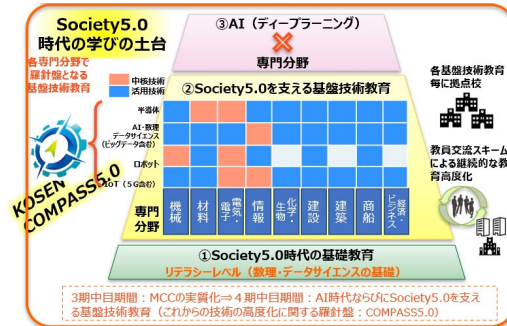 Society5.0
時代の学びの土台
③AI（ディープラーニング）
専門分野
各専門分野で
羅針盤となる
基盤技術教育
中核技術
活用技術
②Society5.0を支える基盤技術教育
半導体
AI・数理
データサイエンス
(ビッグデータ含む)
ロボット
IoT（５G含む）
専門
分野
機械
材料
電気・
電子
情報
化学・
生物
建設
建築
商船
経済・
ビジネス
KOSEN
COMPASS5.0
各基盤技術教育
毎に拠点校
教員交流スキーム
による継続的な教
育高度化
①Society5.0時代の基礎教育
リテラシーレベル（数理・データサイエンスの基礎）
3期中目期間：MCCの実質化⇒４期中目期間：AI時代ならびにSociety5.0を支え
る基盤技術教育（これからの技術の高度化に関する羅針盤：COMPASS5.0）